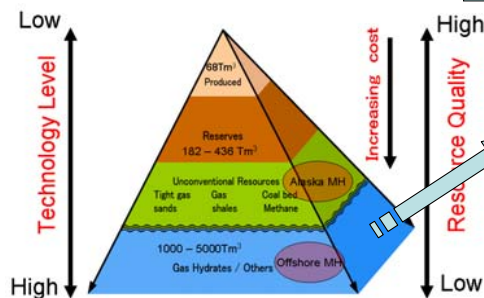 Low
High
Technology Level
Increasing cost
Resource Quality
68Tm³
Produced
Reserves
182 – 436 Tm³
Unconventional Resources
Alaska MH
Tight gas
sands
Gas
shales
Coal bed
Methane
1000 - 5000Tm³
Gas Hydrates / Others
Offshore MH
High
Low